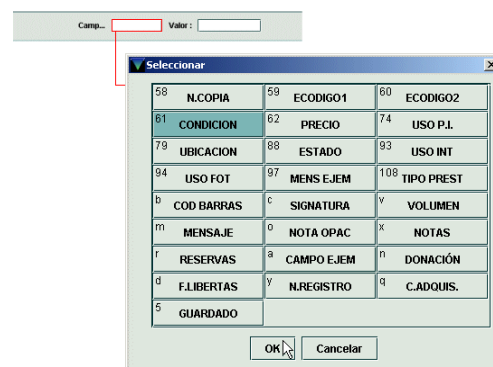 Camp... Valor :
Seleccionar
58 N.COPIA 59 ECODIGO1 60 ECODIGO2
61 CONDICION 62 PRECIO 74 USO P.I.
79 UBICACION 88 ESTADO 93 USO INT
94 USO FOT 97 MENS EJEM 108 TIPO PREST
b COD BARRAS c SIGNATURA v VOLUMEN
m MENSAJE o NOTA OPAC x NOTAS
r RESERVAS a CAMPO EJEM n DONACIÓN
d F.LIBERTAS y N.REGISTRO q C.ADQUIS.
5 GUARDADO
OK Cancelar